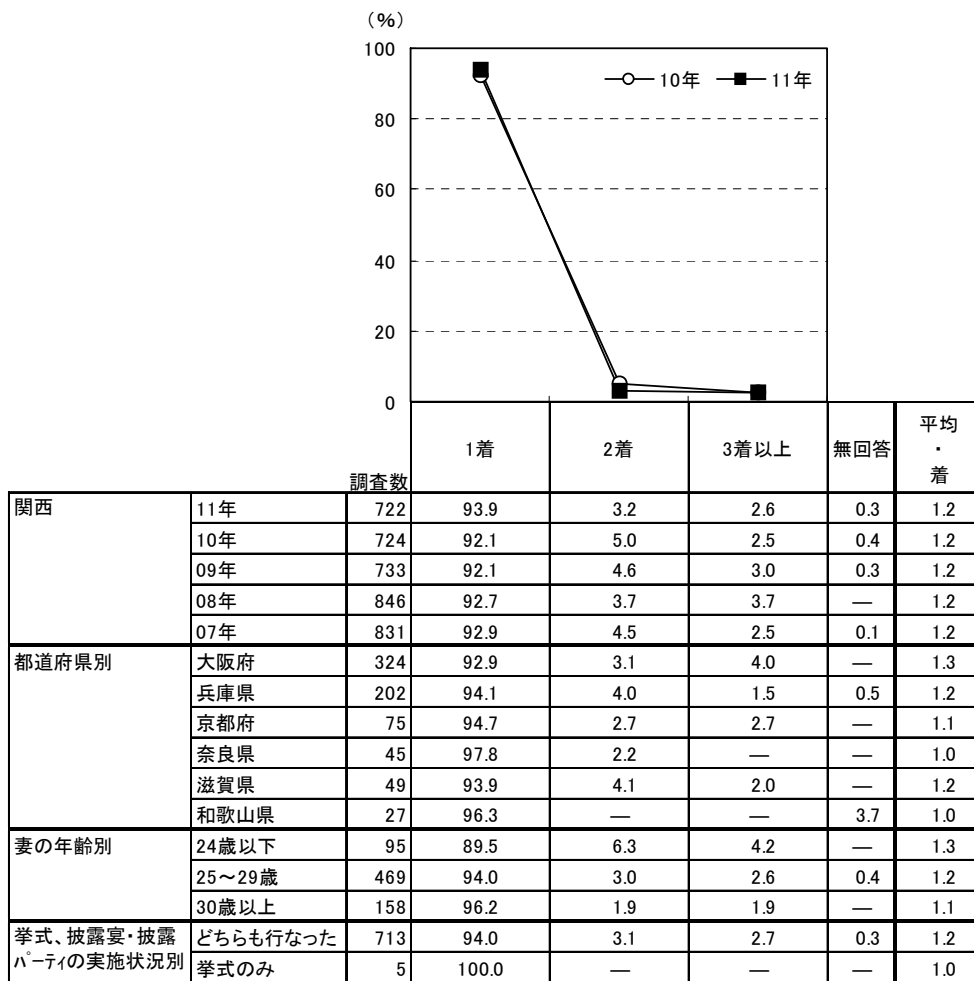 （%）
100
80
60
40
20
0
10年 11年
調査数 1着 2着 3着以上 無回答 平均・着
関西 11年 722 93.9 3.2 2.6 0.3 1.2
10年 724 92.1 5.0 2.5 0.4 1.2
09年 733 92.1 4.6 3.0 0.3 1.2
08年 846 92.7 3.7 3.7 — 1.2
07年 831 92.9 4.5 2.5 0.1 1.2
都道府県別 大阪府 324 92.9 3.1 4.0 — 1.3
兵庫県 202 94.1 4.0 1.5 0.5 1.2
京都府 75 94.7 2.7 2.7 — 1.1
奈良県 45 97.8 2.2 — — 1.0
滋賀県 49 93.9 4.1 2.0 — 1.2
和歌山県 27 96.3 — — 3.7 1.0
妻の年齢別 24歳以下 95 89.5 6.3 4.2 — 1.3
25～29歳 469 94.0 3.0 2.6 0.4 1.2
30歳以上 158 96.2 1.9 1.9 — 1.1
挙式、披露宴・披露 どちらも行なった 713 94.0 3.1 2.7 0.3 1.2
ﾊﾟｰﾃｨの実施状況別 挙式のみ 5 100.0 — — — 1.0